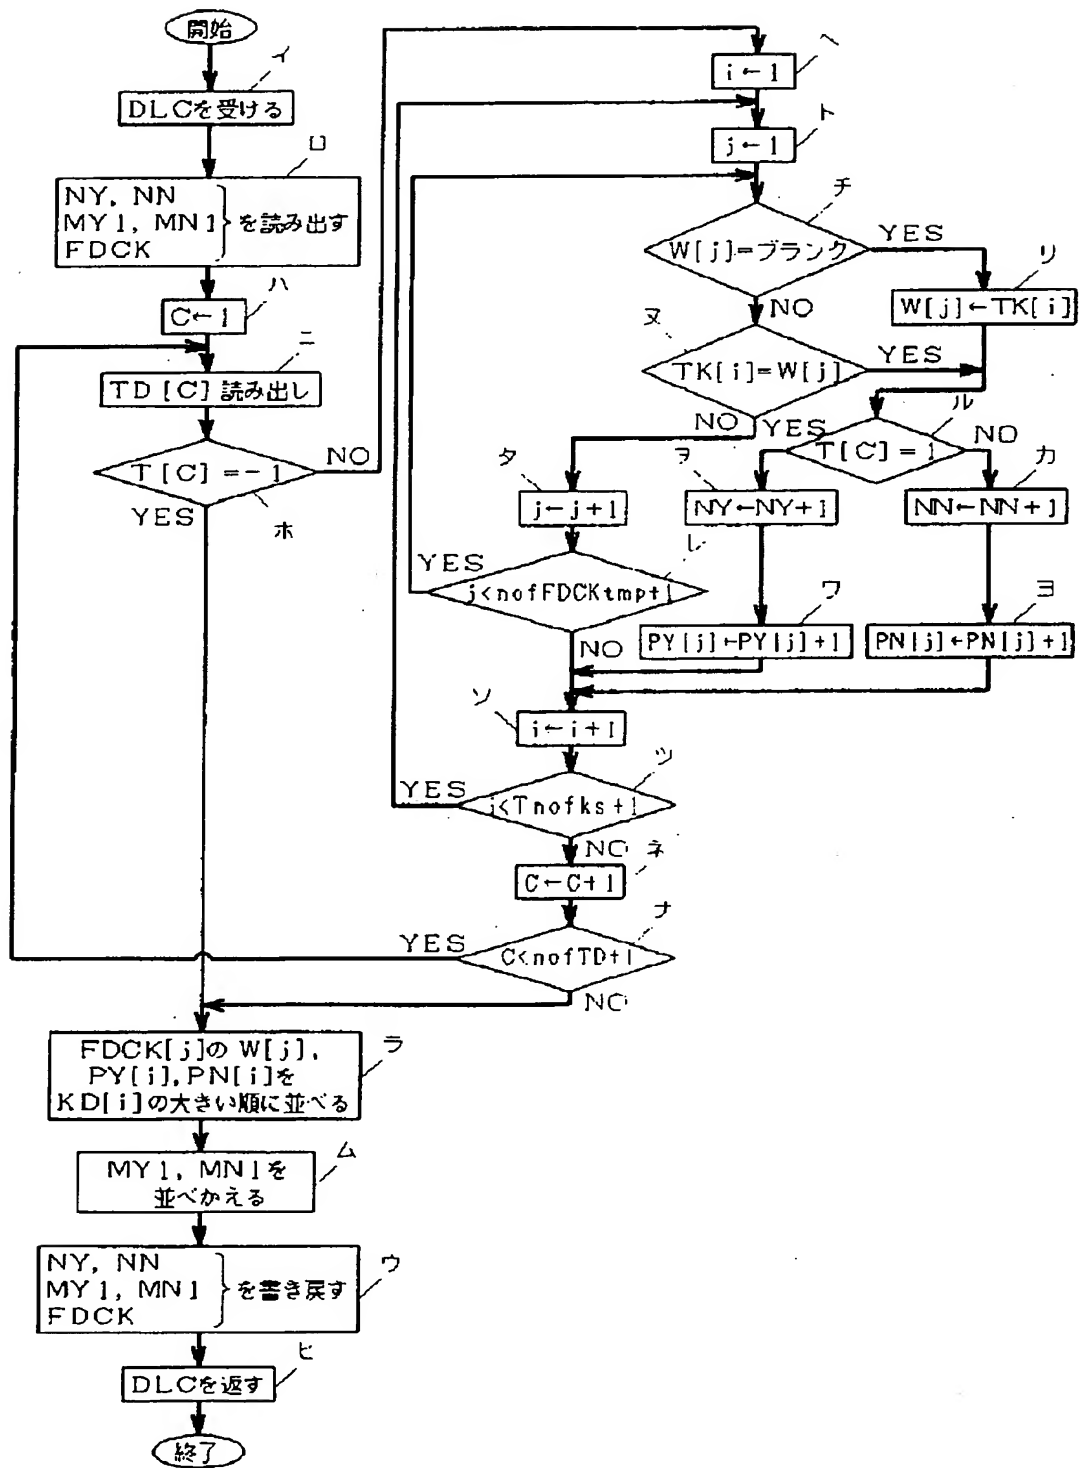 開始
イ
DLCを受ける
ロ
NY, NN
MY1, MN1
FDCK
を読み出す
ハ
C←1
ニ
TD[C]読み出し
T[C]=-1
NO
YES
ホ
ヘ
i←1
ト
j←1
チ
W[j]=ブランク
YES
NO
リ
W[j]←TK[i]
ヌ
TK[i]=W[j]
YES
NO
ル
T[C]=1
YES
NO
タ
j←j+1
ヲ
NY←NY+1
カ
NN←NN+1
レ
j<nofFDCKtmp+1
YES
NO
ワ
PY[j]←PY[j]+1
ヨ
PN[j]←PN[j]+1
ソ
i←i+1
ツ
j<Tnofks+1
YES
NO
ネ
C←C+1
ナ
C<nofTD+1
YES
NO
ラ
FDCK[j]の W[j],
PY[i],PN[i]を
KD[i]の大きい順に並べる
ム
MY1, MN1を
並べかえる
ウ
NY, NN
MY1, MN1
FDCK
を書き戻す
ヒ
DLCを返す
終了